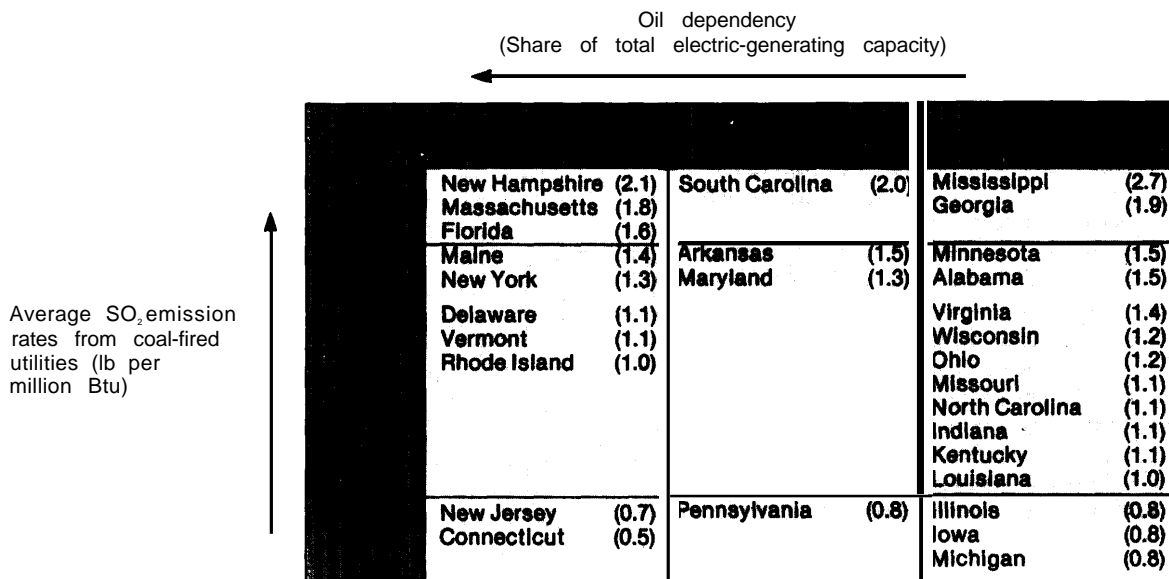 Oil dependency
(Share of total electric-generating capacity)
Average SO₂ emission
rates from coal-fired
utilities (lb per
million Btu)
New Hampshire (2.1)
Massachusetts (1.8)
Florida (1.6)
Maine (1.4)
New York (1.3)
Delaware (1.1)
Vermont (1.1)
Rhode Island (1.0)
New Jersey (0.7)
Connecticut (0.5)
South Carolina (2.0)
Arkansas (1.5)
Maryland (1.3)
Pennsylvania (0.8)
Mississippi (2.7)
Georgia (1.9)
Minnesota (1.5)
Alabama (1.5)
Virginia (1.4)
Wisconsin (1.2)
Ohio (1.2)
Missouri (1.1)
North Carolina (1.1)
Indiana (1.1)
Kentucky (1.1)
Louisiana (1.0)
Illinois (0.8)
Iowa (0.8)
Michigan (0.8)